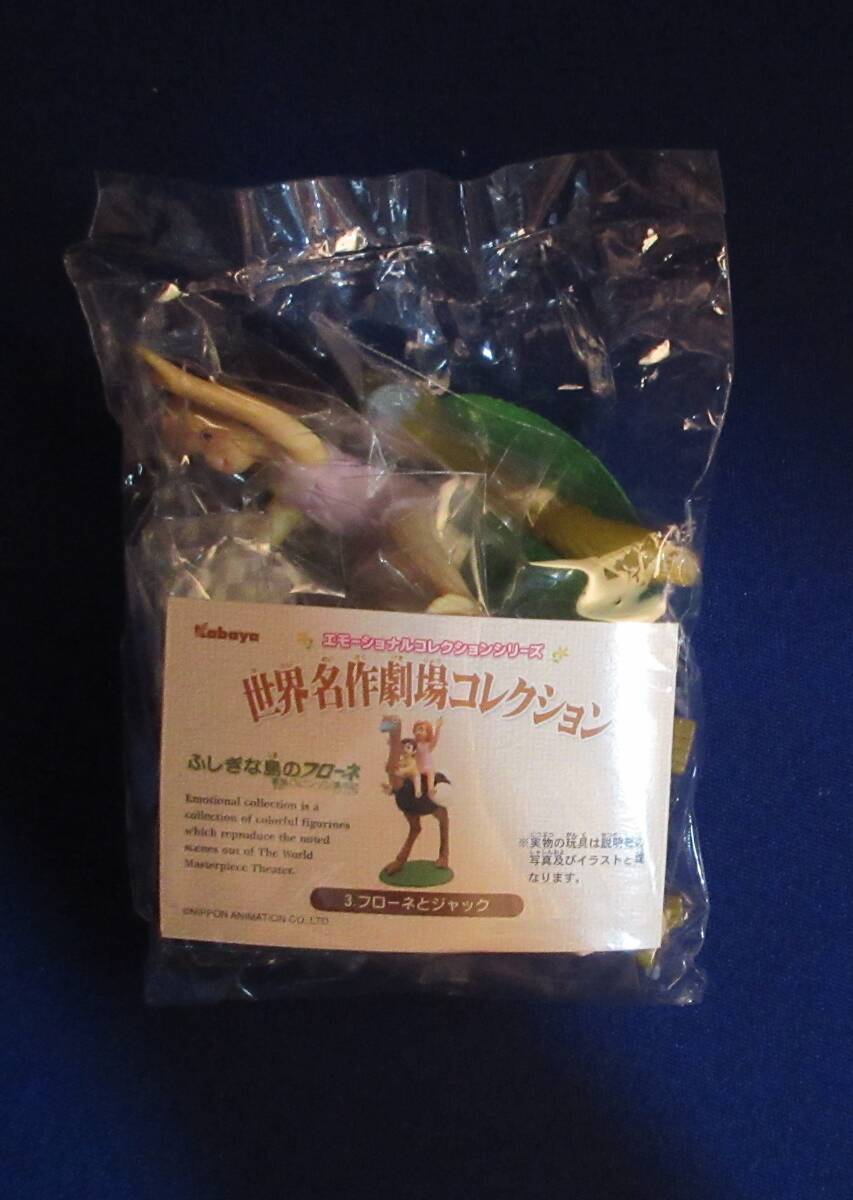 Kabaya
エモーショナルコレクションシリーズ
世界名作劇場コレクション
ふしぎな島のフローネ
Emotional collection is a
collection of colorful figurines
which reproduce the noted
scenes out of The World
Masterpiece Theater.
※実物の玩具は説明書の
写真及びイラストと異
なります。
3.フローネとジャック
©NIPPON ANIMATION CO.,LTD.